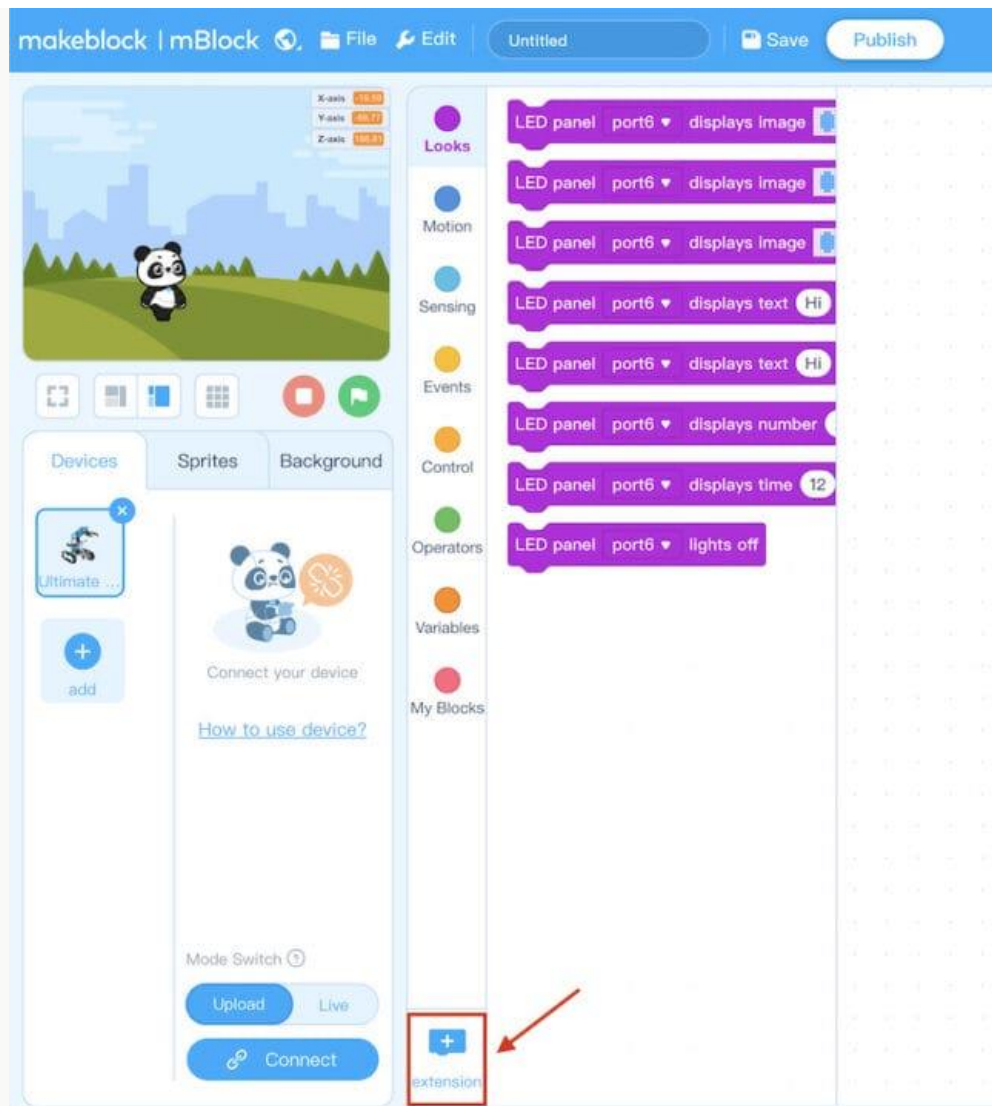 makeblock | mBlock File Edit Untitled Save Publish
X-axis
Y-axis
Z-axis
Devices Sprites Background
Ultimate ...
add
Connect your device
How to use device?
Mode Switch ?
Upload Live
Connect
Looks
Motion
Sensing
Events
Control
Operators
Variables
My Blocks
+
extension
LED panel port6 displays image
LED panel port6 displays image
LED panel port6 displays image
LED panel port6 displays text Hi
LED panel port6 displays text Hi
LED panel port6 displays number
LED panel port6 displays time 12
LED panel port6 lights off